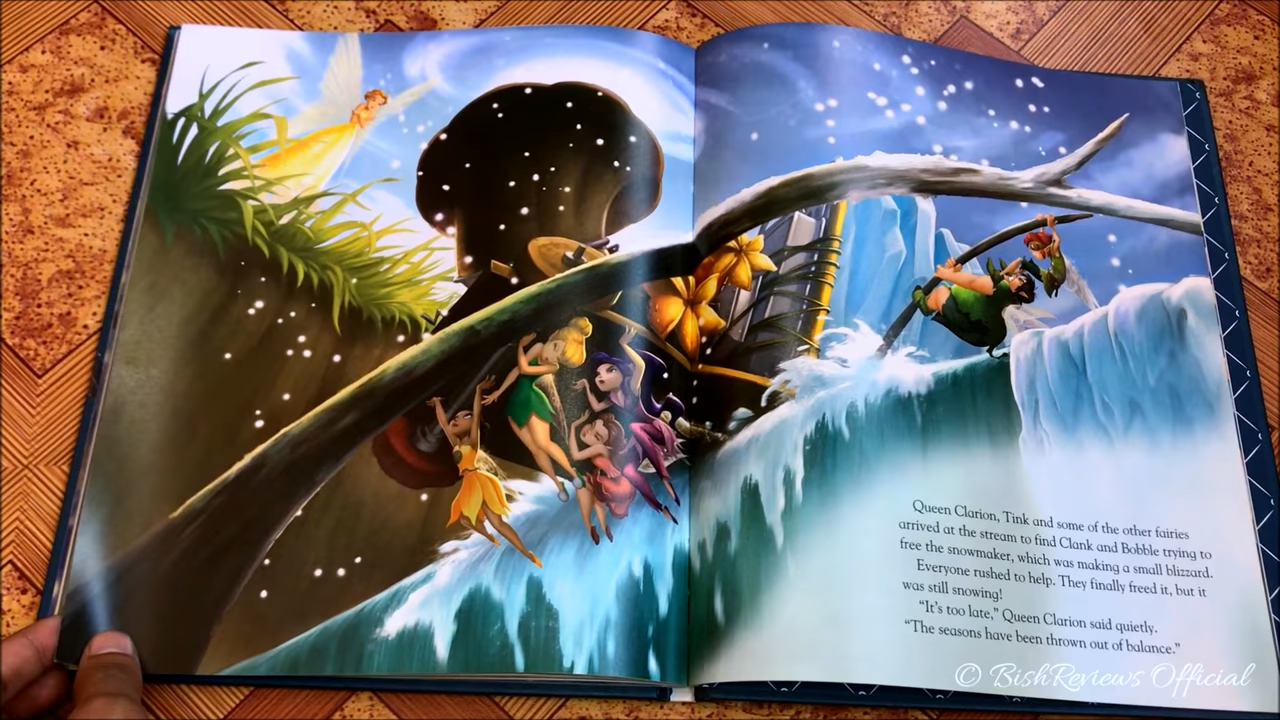 Queen Clarion, Tink and some of the other fairies
arrived at the stream to find Clank and Bobble trying to
free the snowmaker, which was making a small blizzard.
Everyone rushed to help. They finally freed it, but it
was still snowing!
“It’s too late,” Queen Clarion said quietly.
“The seasons have been thrown out of balance.”
© BishReviews Official